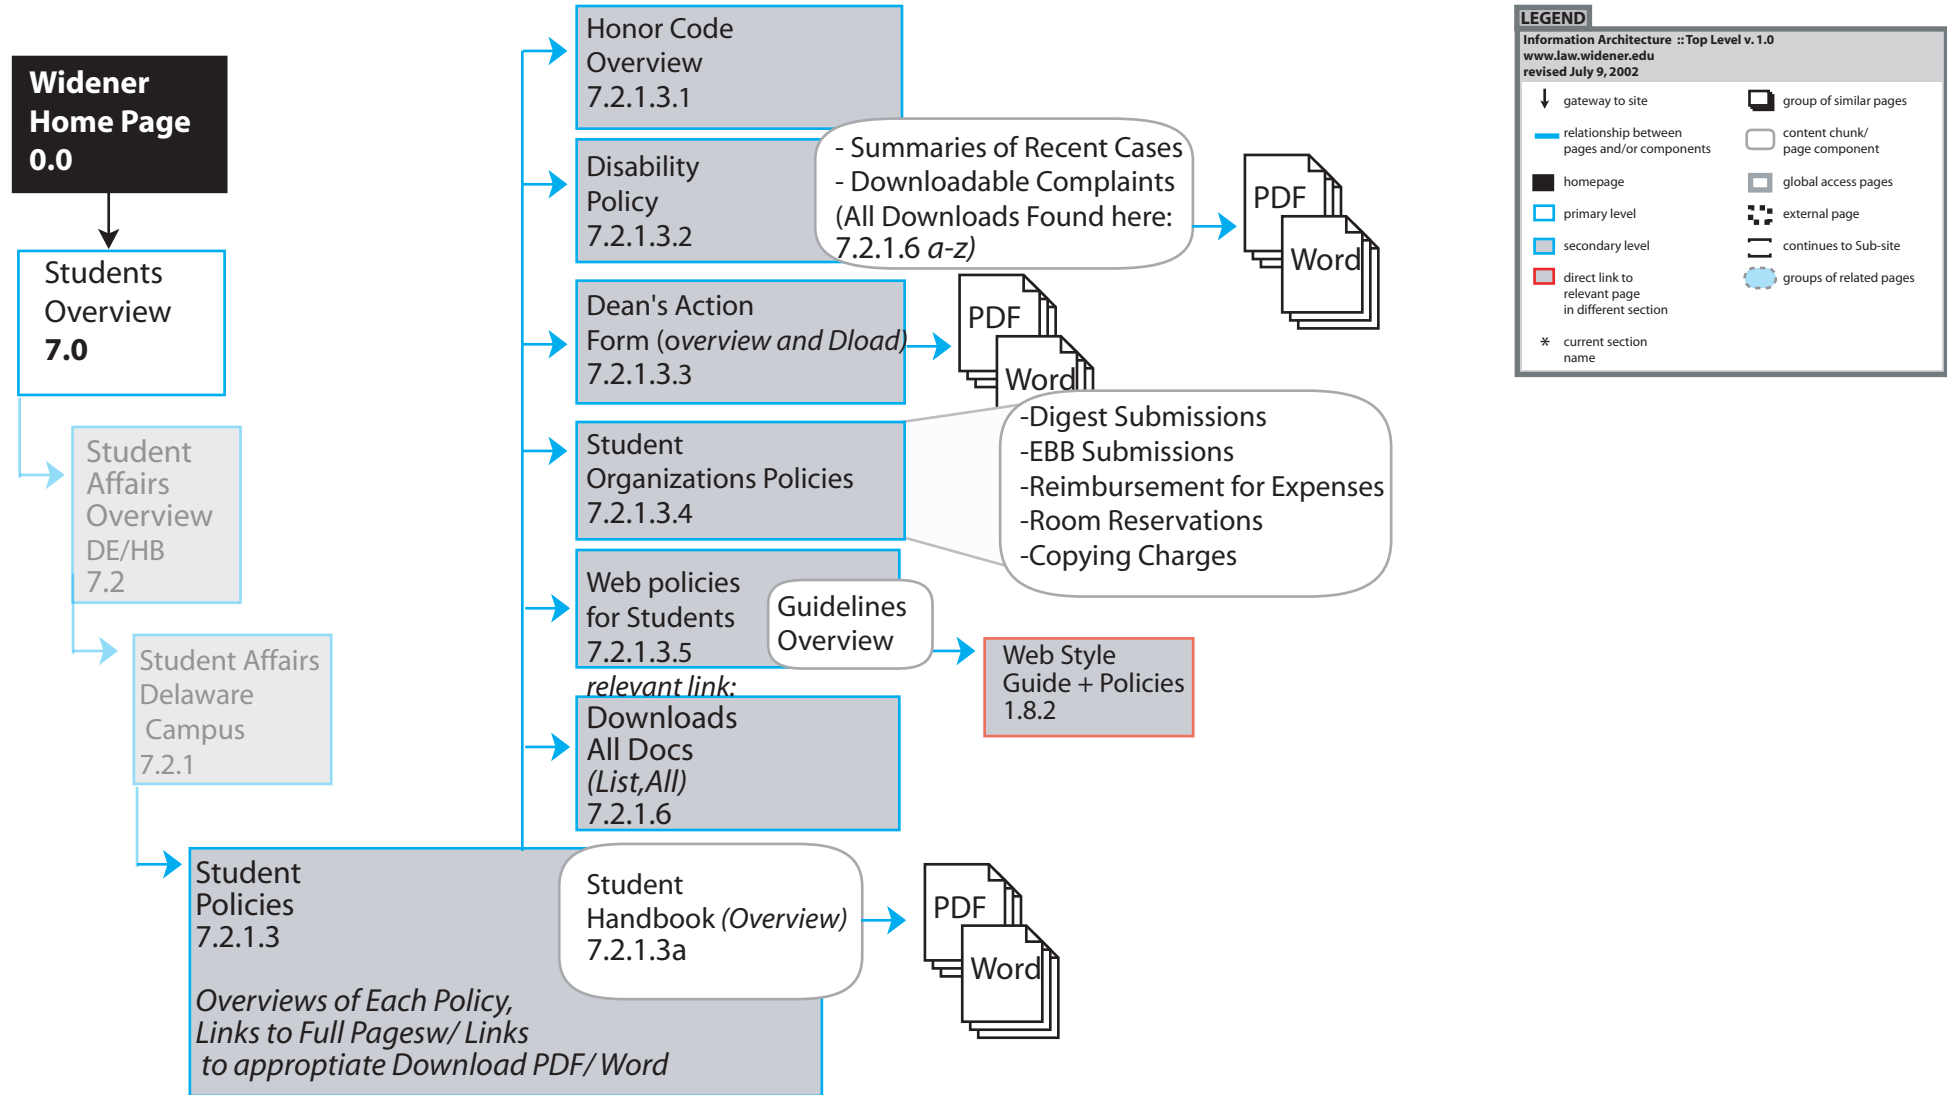 Widener
Home Page
0.0
Students
Overview
7.0
Student
Affairs
Overview
DE/HB
7.2
Student Affairs
Delaware
Campus
7.2.1
Student
Policies
7.2.1.3
Overviews of Each Policy,
Links to Full Pagesw/ Links
to approptiate Download PDF/ Word
Student
Handbook (Overview)
7.2.1.3a
PDF
Word
Honor Code
Overview
7.2.1.3.1
Disability
Policy
7.2.1.3.2
- Summaries of Recent Cases
- Downloadable Complaints
(All Downloads Found here:
7.2.1.6 a-z)
PDF
Word
Dean's Action
Form (overview and Dload)
7.2.1.3.3
PDF
Word
Student
Organizations Policies
7.2.1.3.4
-Digest Submissions
-EBB Submissions
-Reimbursement for Expenses
-Room Reservations
-Copying Charges
Web policies
for Students
7.2.1.3.5
relevant link:
Guidelines
Overview
Web Style
Guide + Policies
1.8.2
Downloads
All Docs
(List,All)
7.2.1.6
LEGEND
Information Architecture :: Top Level v. 1.0
www.law.widener.edu
revised July 9, 2002
gateway to site
relationship between
pages and/or components
homepage
primary level
secondary level
direct link to
relevant page
in different section
* current section
name
group of similar pages
content chunk/
page component
global access pages
external page
continues to Sub-site
groups of related pages